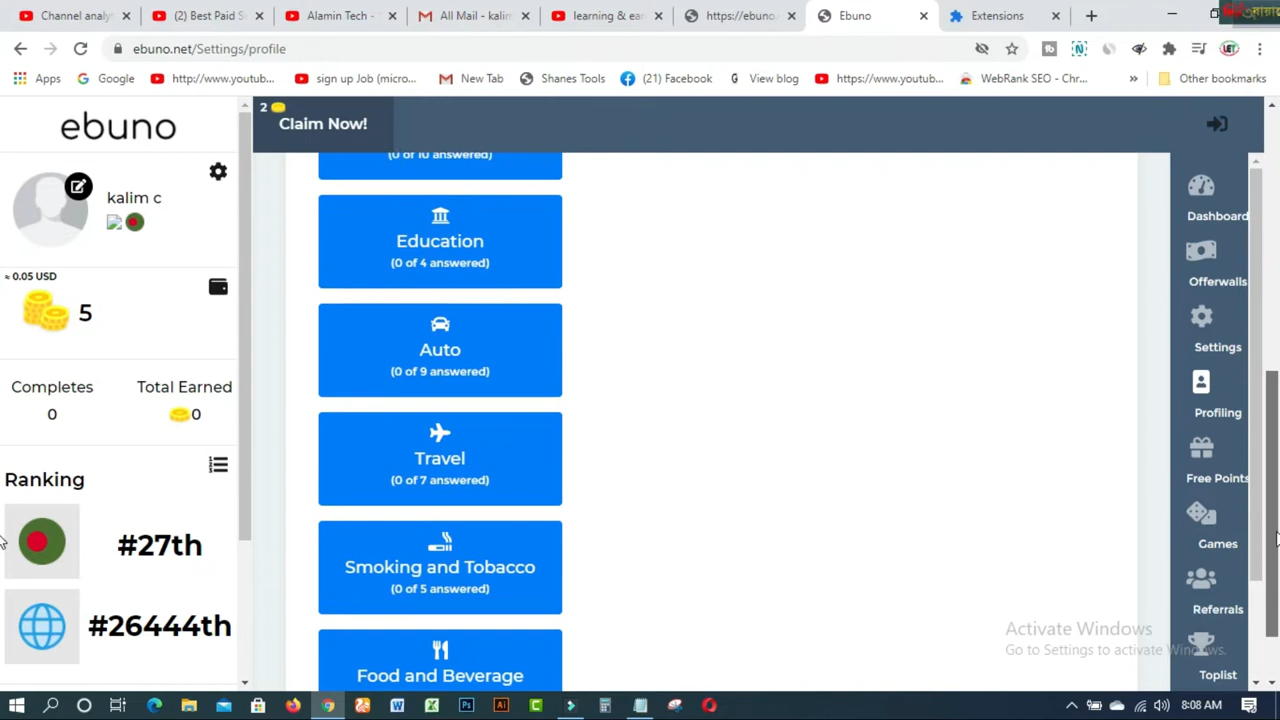 Channel analyt
(2) Best Paid S
Alamin Tech -
All Mail - kalim
learning & ear
https://ebuno.
Ebuno
Extensions
ebuno.net/Settings/profile
Apps
Google
http://www.youtub...
sign up Job (micro...
New Tab
Shanes Tools
(21) Facebook
View blog
https://www.youtub...
WebRank SEO - Chr...
»
Other bookmarks
ebuno
2
Claim Now!
kalim c
≈ 0.05 USD
5
Completes
Total Earned
0
0
Ranking
#27th
#26444th
(0 of 10 answered)
Education
(0 of 4 answered)
Auto
(0 of 9 answered)
Travel
(0 of 7 answered)
Smoking and Tobacco
(0 of 5 answered)
Food and Beverage
Dashboard
Offerwalls
Settings
Profiling
Free Points
Games
Referrals
Toplist
Activate Windows
Go to Settings to activate Windows.
8:08 AM